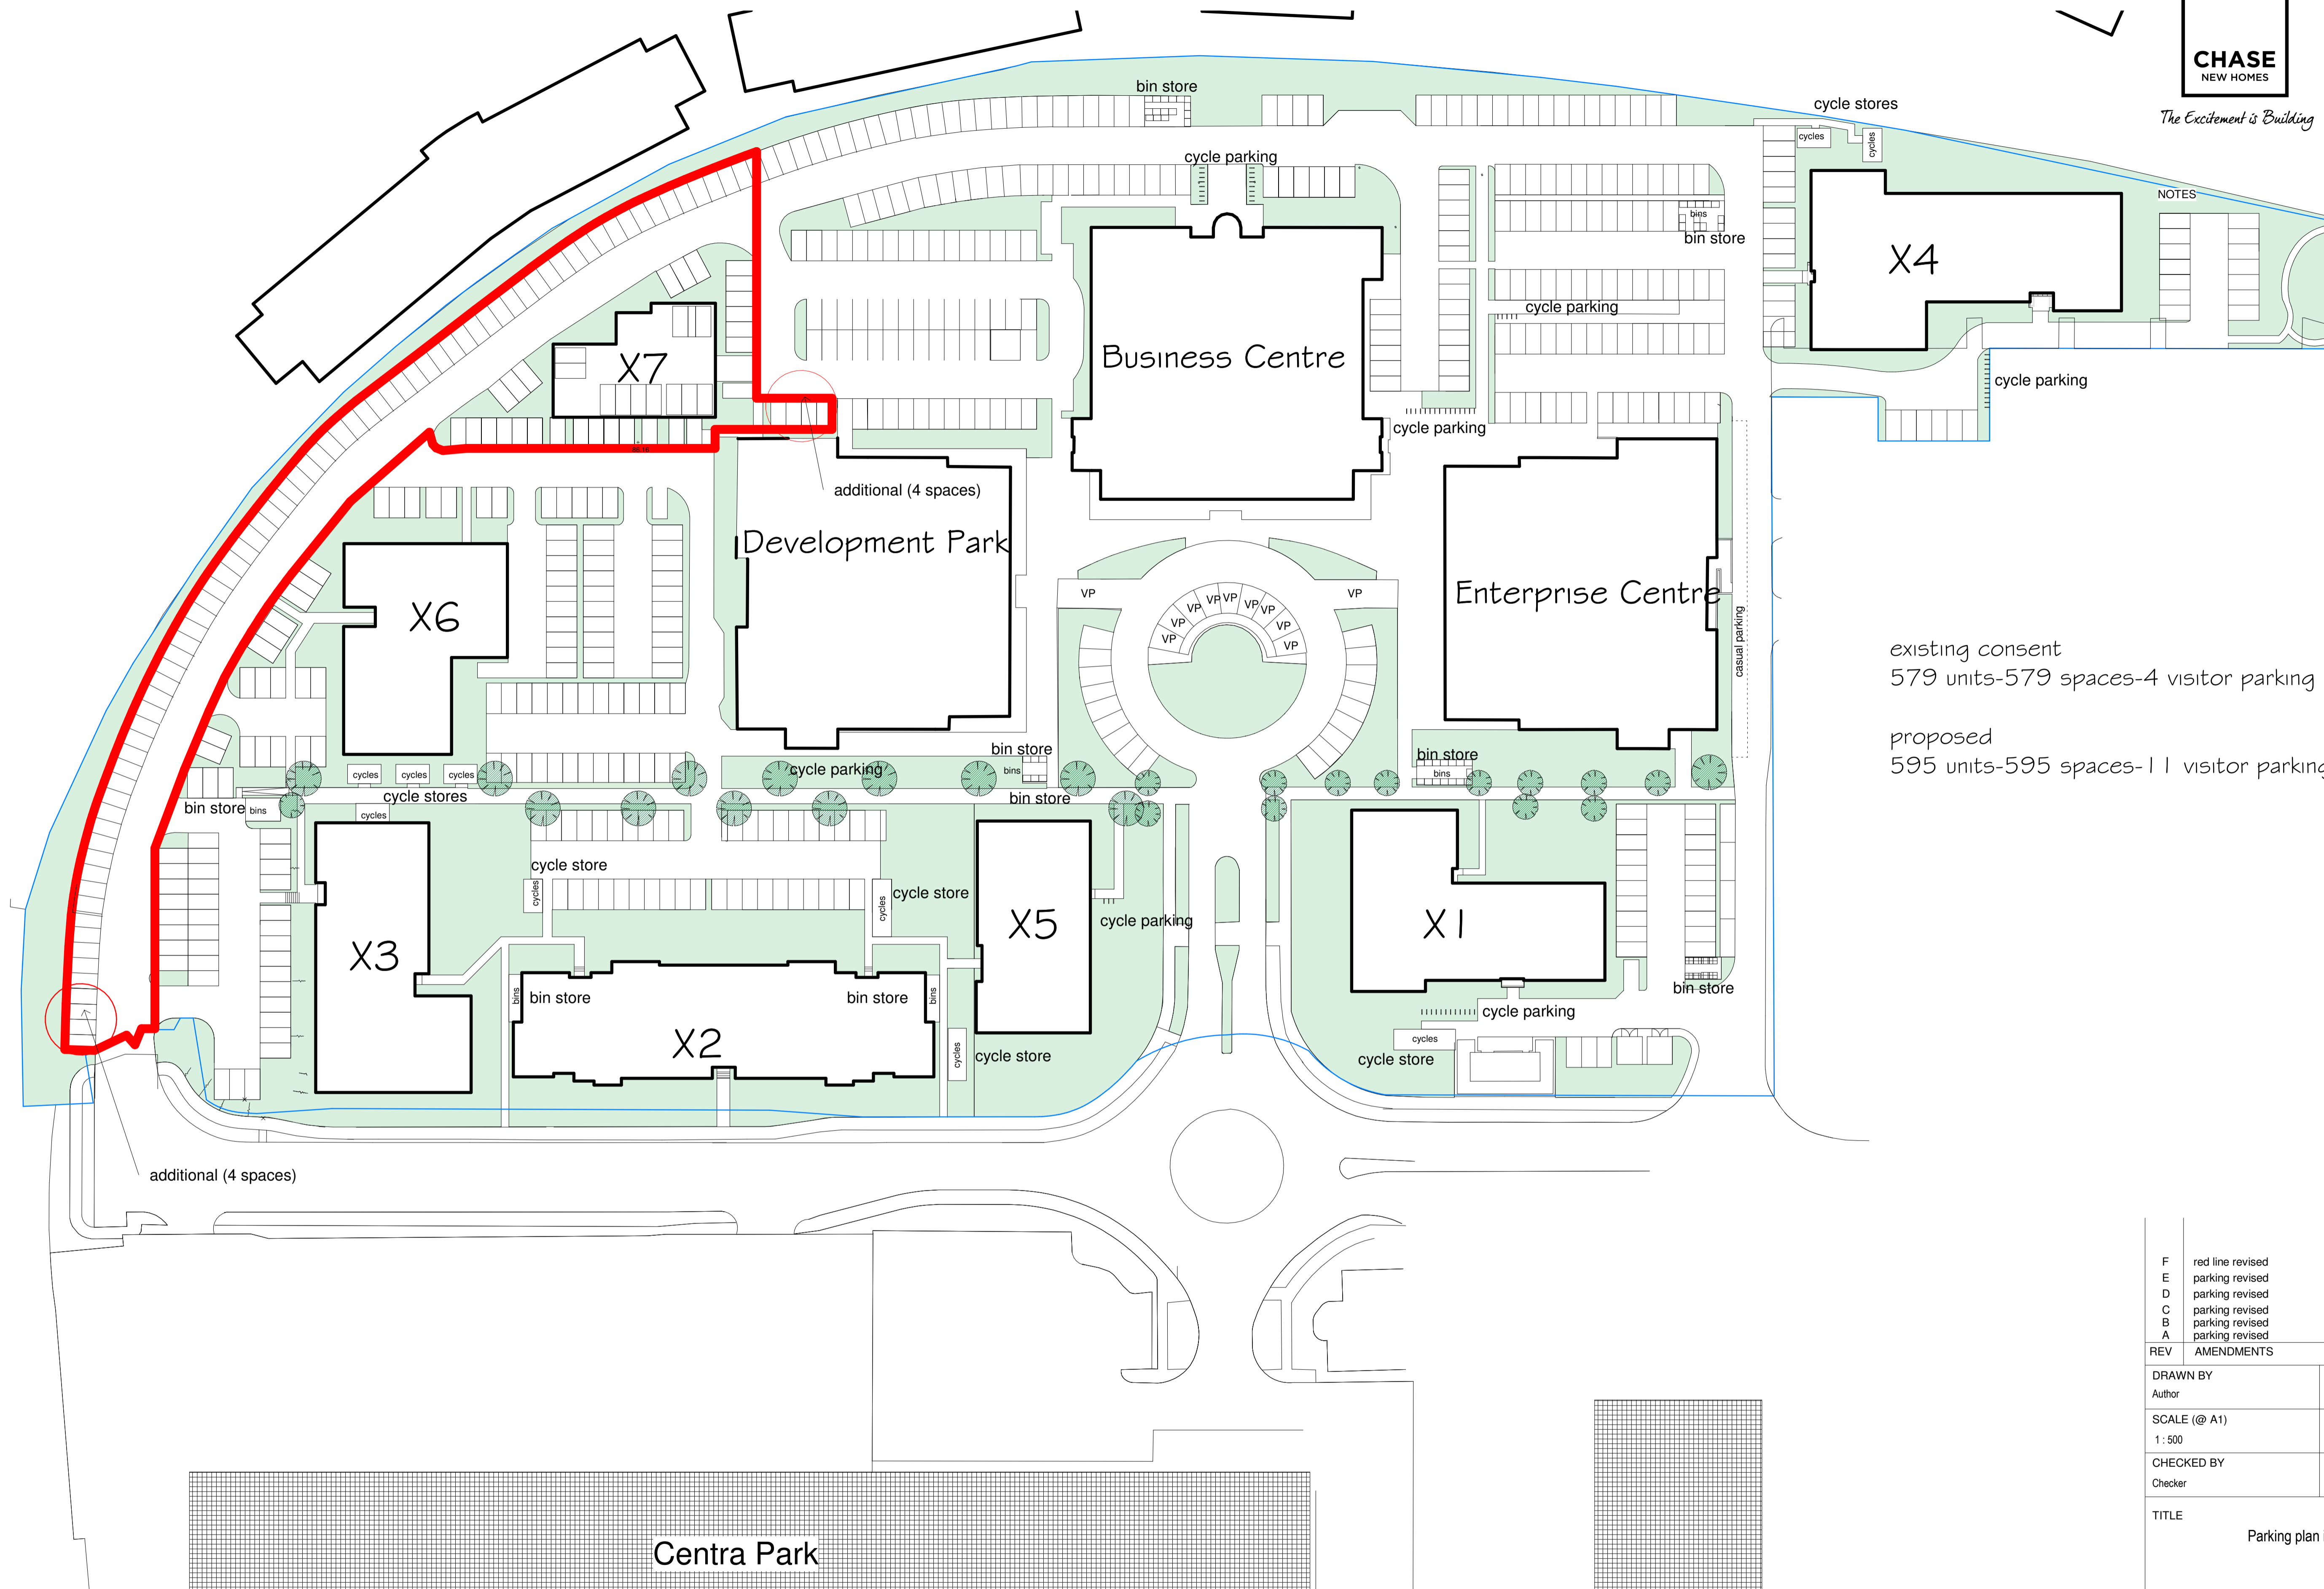 CHASE
NEW HOMES
The Excitement is Building
bin store
cycle stores
cycles
cycles
cycle parking
NOTES
bins
bin store
X4
cycle parking
Business Centre
X7
cycle parking
cycle parking
additional (4 spaces)
Development Park
Enterprise Centre
VP
VP
VP
VP
VP
VP
VP
VP
VP
VP
VP
X6
casual parking
existing consent
579 units-579 spaces-4 visitor parking
proposed
595 units-595 spaces-11 visitor parking
bin store
bins
cycle parking
bin store
bin store
bins
cycles
cycles
cycles
cycle stores
bin store
bins
cycles
cycle store
cycles
cycle store
cycles
cycle parking
X5
X1
X3
bins
bin store
bin store
bins
bin store
X2
cycle parking
cycles
cycle store
cycles
cycle store
additional (4 spaces)
F red line revised
E parking revised
D parking revised
C parking revised
B parking revised
A parking revised
REV AMENDMENTS
DRAWN BY
Author
SCALE (@ A1)
1 : 500
CHECKED BY
Checker
TITLE
Parking plan
Centra Park